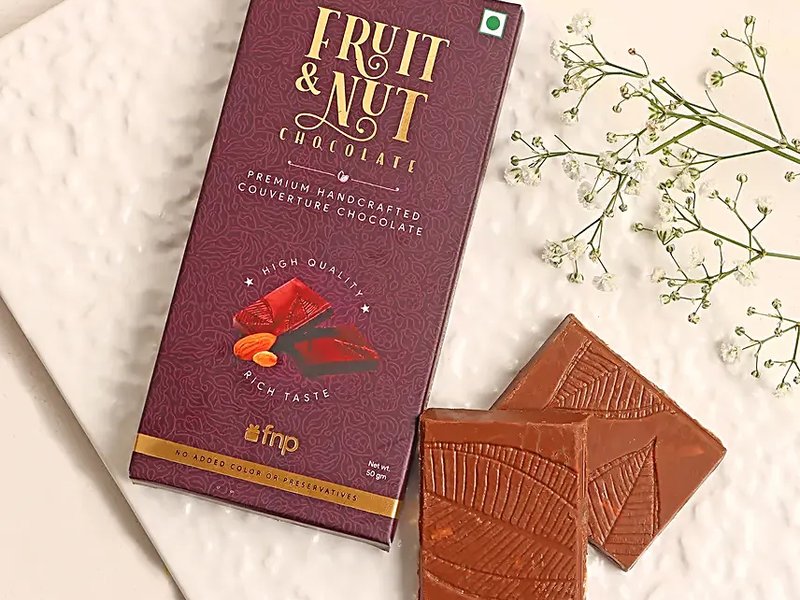 FRUIT
& NUT
CHOCOLATE
PREMIUM HANDCRAFTED
COUVERTURE CHOCOLATE
HIGH QUALITY
RICH TASTE
fnp
NO ADDED COLOR OR PRESERVATIVES
Net wt.
50 gm